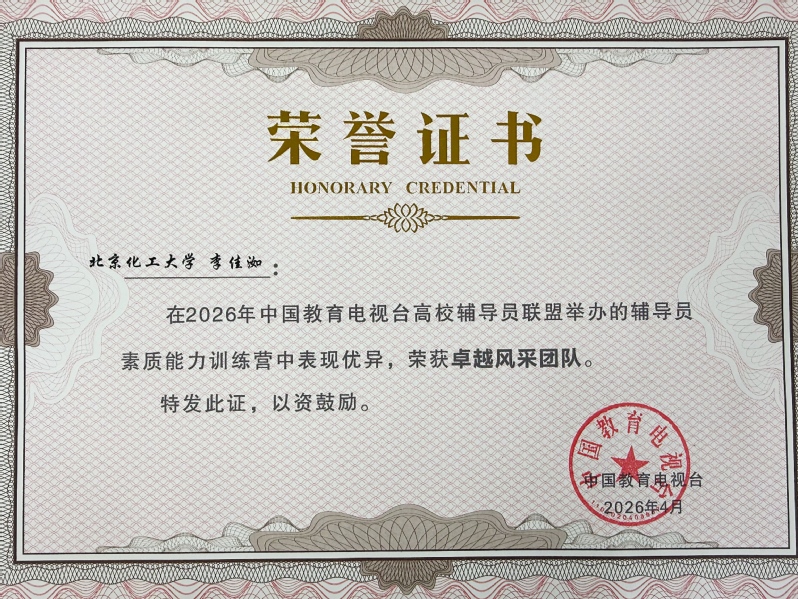 荣誉证书
HONORARY CREDENTIAL
北京化工大学 李佳洳：
在2026年中国教育电视台高校辅导员联盟举办的辅导员
素质能力训练营中表现优异，荣获卓越风采团队。
特发此证，以资鼓励。
中国教育电视台
中国教育电视台
2026年4月